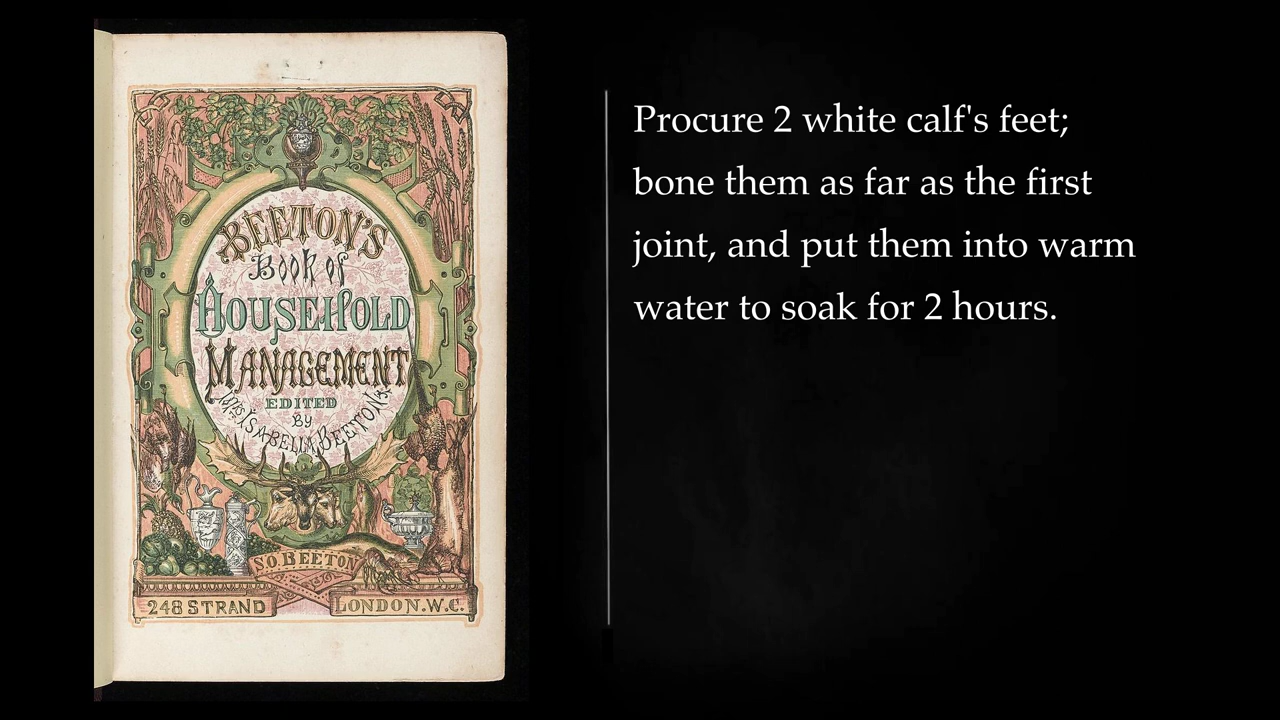 BEETON'S
Book of
HOUSEHOLD
MANAGEMENT
EDITED
BY
MRS ISABELLA BEETON
S.O. BEETON
248 STRAND
LONDON. W.C.
Procure 2 white calf's feet;
bone them as far as the first
joint, and put them into warm
water to soak for 2 hours.